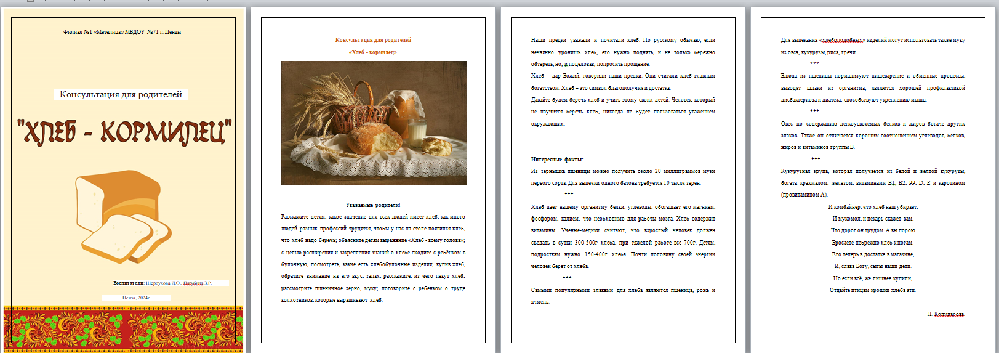 Филиал №1 «Метелица» МБДОУ №71 г. Пензы
Консультация для родителей
"ХЛЕБ - КОРМИЛЕЦ"
Воспитатели: Шероухова Д.О., Пагубина З.Р.
Пенза, 2024г
Консультация для родителей
«Хлеб - кормилец»
Уважаемые родители!
Расскажите детям, какое значение для всех людей имеет хлеб, как много
людей разных профессий трудятся, чтобы у нас на столе появился хлеб,
что хлеб надо беречь; объясните детям выражение «Хлеб - всему голова»;
с целью расширения и закрепления знаний о хлебе сходите с ребёнком в
булочную, посмотреть, какие есть хлебобулочные изделия; купив хлеб,
обратите внимание на его вкус, запах, расскажите, из чего пекут хлеб;
рассмотрите пшеничное зерно, муку; поговорите с ребенком о труде
колхозников, которые выращивают хлеб.
Наши предки уважали и почитали хлеб. По русскому обычаю, если
нечаянно уронишь хлеб, его нужно поднять, и не только бережно
обтереть, но, и поцеловав, попросить прощение.
Хлеб – дар Божий, говорили наши предки. Они считали хлеб главным
богатством. Хлеб – это символ благополучия и достатка.
Давайте будем беречь хлеб и учить этому своих детей. Человек, который
не научится беречь хлеб, никогда не будет пользоваться уважением
окружающих.
Интересные факты:
Из зернышка пшеницы можно получить около 20 миллиграммов муки
первого сорта. Для выпечки одного батона требуется 10 тысяч зерен.
***
Хлеб дает нашему организму белки, углеводы, обогащает его магнием,
фосфором, калием, что необходимо для работы мозга. Хлеб содержит
витамины. Ученые-медики считают, что взрослый человек должен
съедать в сутки 300-500г хлеба, при тяжелой работе все 700г. Детям,
подросткам нужно 150-400г хлеба. Почти половину своей энергии
человек берет от хлеба.
***
Самыми популярными злаками для хлеба являются пшеница, рожь и
ячмень.
Для выпекания «хлебоподобных» изделий могут использовать также муку
из овса, кукурузы, риса, гречи.
***
Блюда из пшеницы нормализуют пищеварение и обменные процессы,
выводят шлаки из организма, являются хорошей профилактикой
дисбактериоза и диатеза, способствуют укреплению мышц.
***
Овес по содержанию легкоусвояемых белков и жиров богаче других
злаков. Также он отличается хорошим соотношением углеводов, белков,
жиров и витаминов группы В.
***
Кукурузная крупа, которая получается из белой и желтой кукурузы,
богата крахмалом, железом, витаминами В1, В2, РР, D, Е и каротином
(провитамином А).
И комбайнёр, что хлеб наш убирает,
И мукомол, и пекарь скажет вам,
Что дорог он трудом. А вы порою
Бросаете небрежно хлеб к ногам.
Его теперь в достатке в магазине,
И, слава Богу, сыты наши дети.
Но если всё, же лишнее купили,
Отдайте птицам крошки хлеба эти.
Л. Колударова.